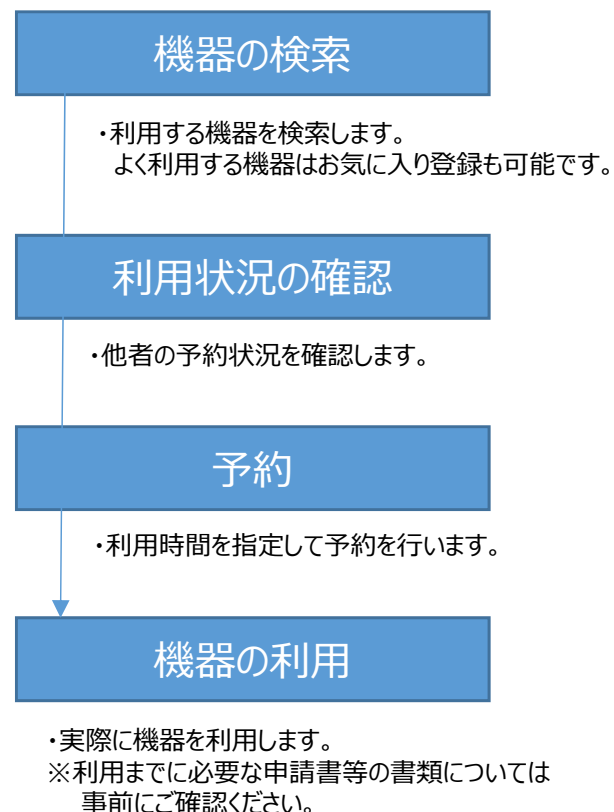 機器の検索
・利用する機器を検索します。
よく利用する機器はお気に入り登録も可能です。
利用状況の確認
・他者の予約状況を確認します。
予約
・利用時間を指定して予約を行います。
機器の利用
・実際に機器を利用します。
※利用までに必要な申請書等の書類については
事前にご確認ください。